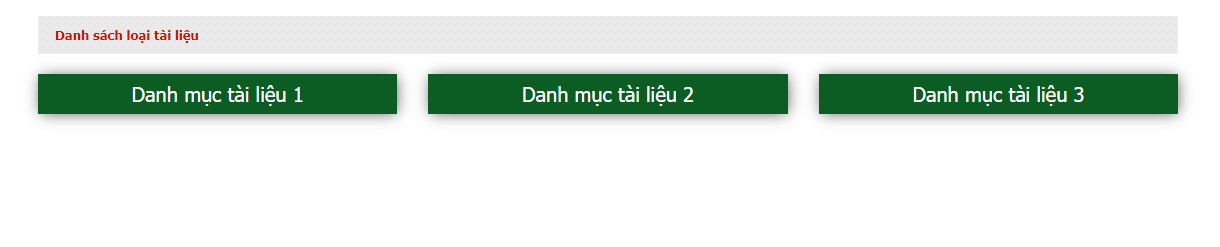 Danh sách loại tài liệu
Danh mục tài liệu 1
Danh mục tài liệu 2
Danh mục tài liệu 3